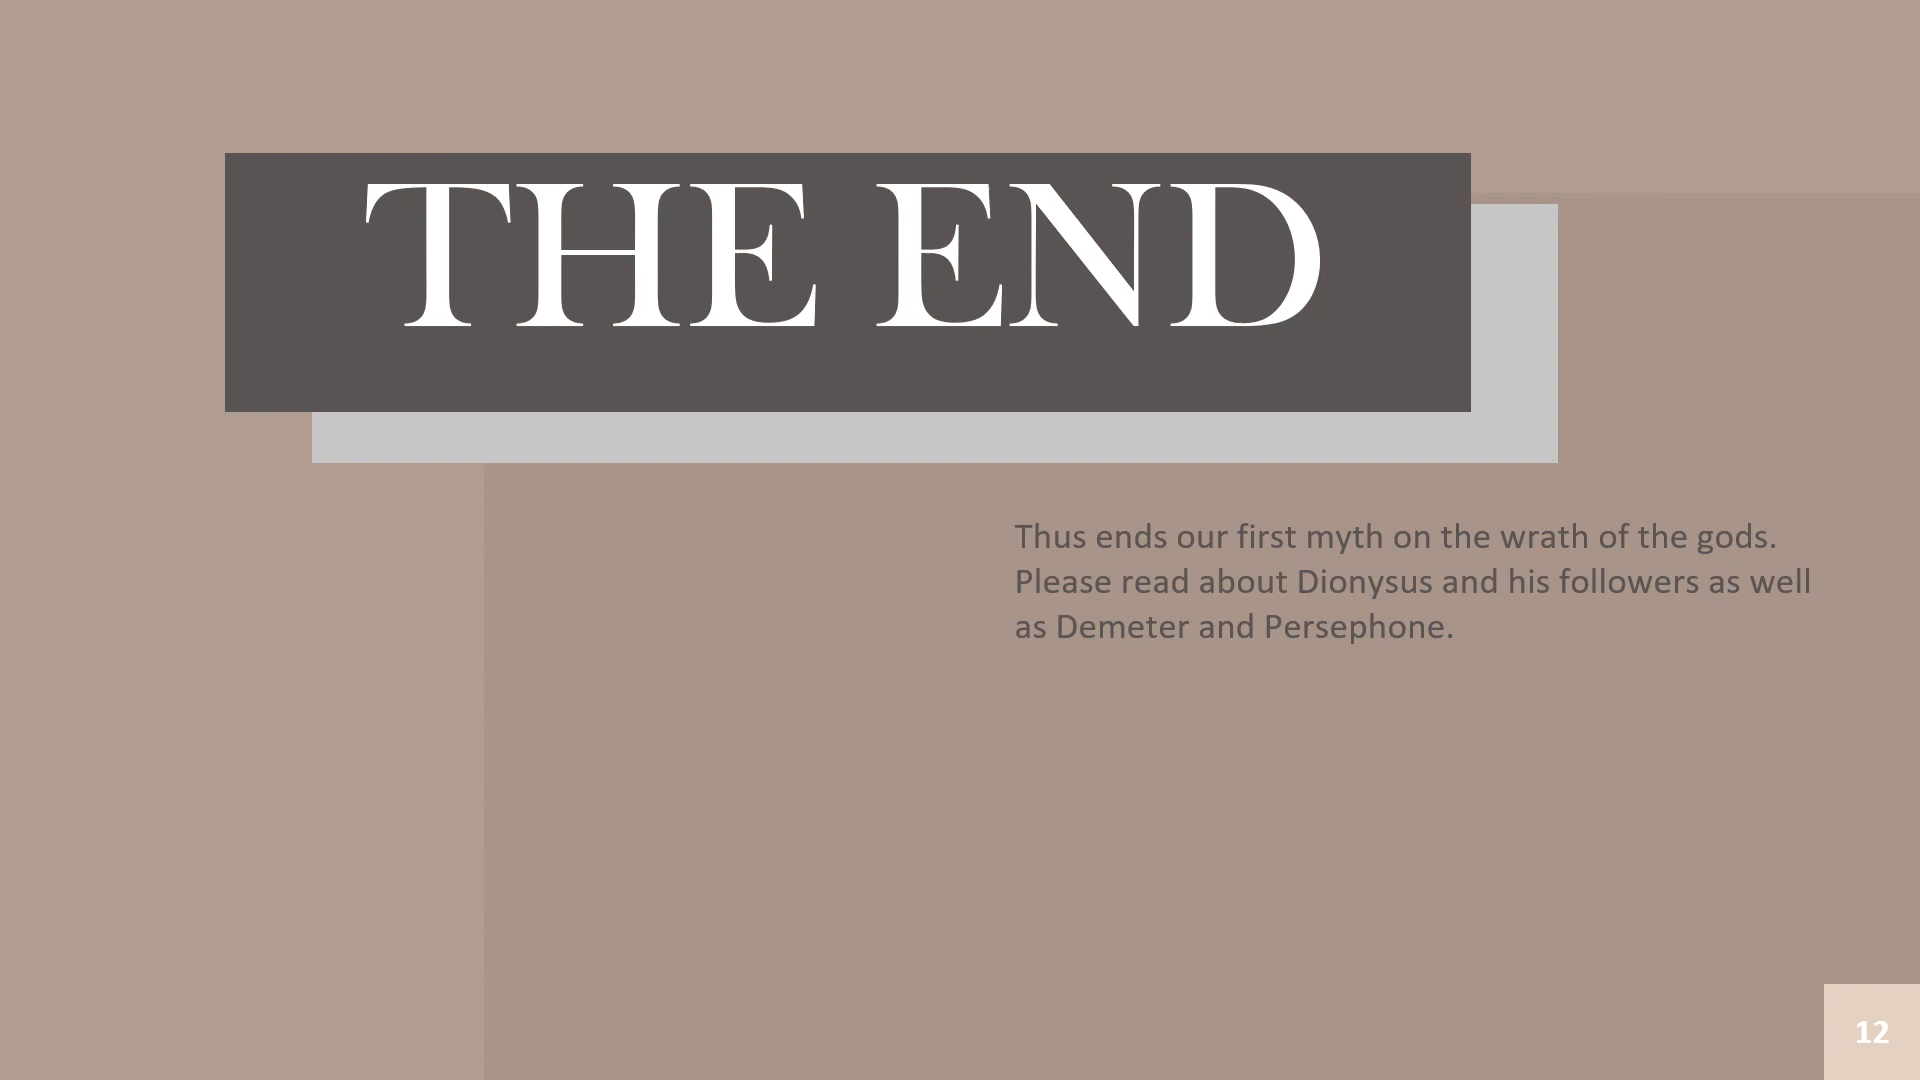 THE END
Thus ends our first myth on the wrath of the gods.
Please read about Dionysus and his followers as well
as Demeter and Persephone.
12